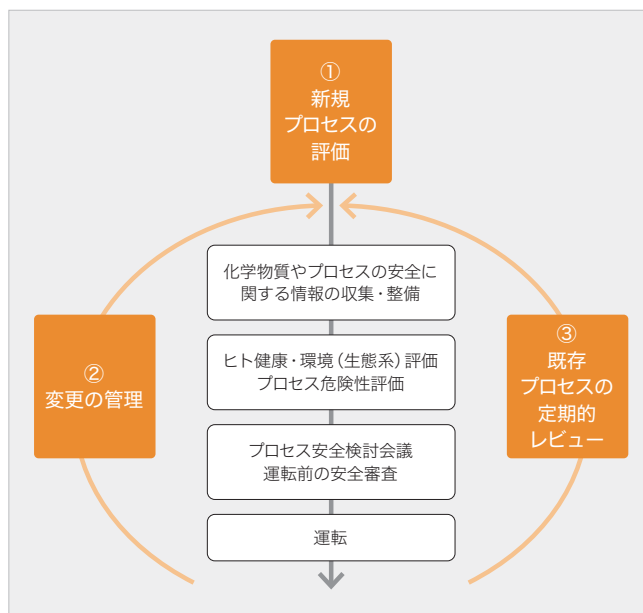 ①
新規
プロセスの
評価
化学物質やプロセスの安全に
関する情報の収集・整備
ヒト健康・環境（生態系）評価
プロセス危険性評価
プロセス安全検討会議
運転前の安全審査
運転
②
変更の管理
③
既存
プロセスの
定期的
レビュー